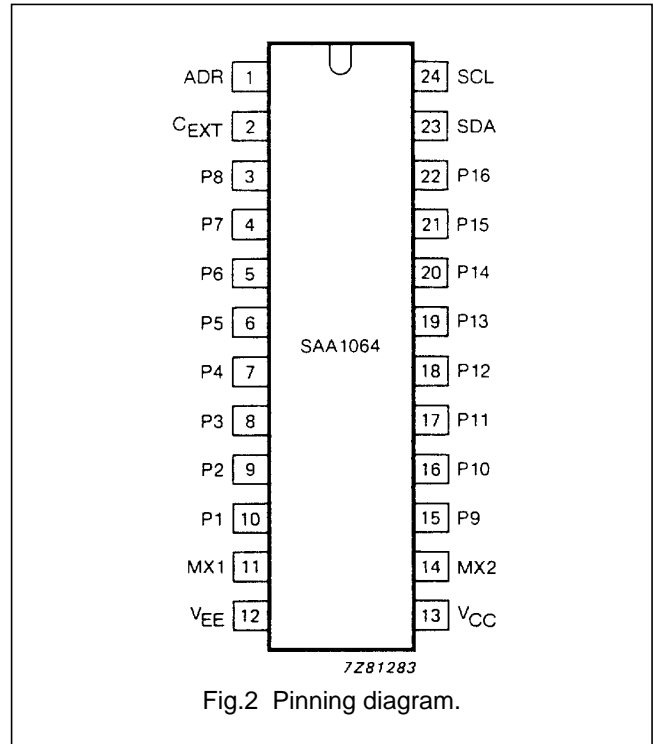 ADR 1 24 SCL
CEXT 2 23 SDA
P8 3 22 P16
P7 4 21 P15
P6 5 20 P14
P5 6 19 P13
SAA1064
P4 7 18 P12
P3 8 17 P11
P2 9 16 P10
P1 10 15 P9
MX1 11 14 MX2
VEE 12 13 VCC
7Z81283
Fig.2 Pinning diagram.